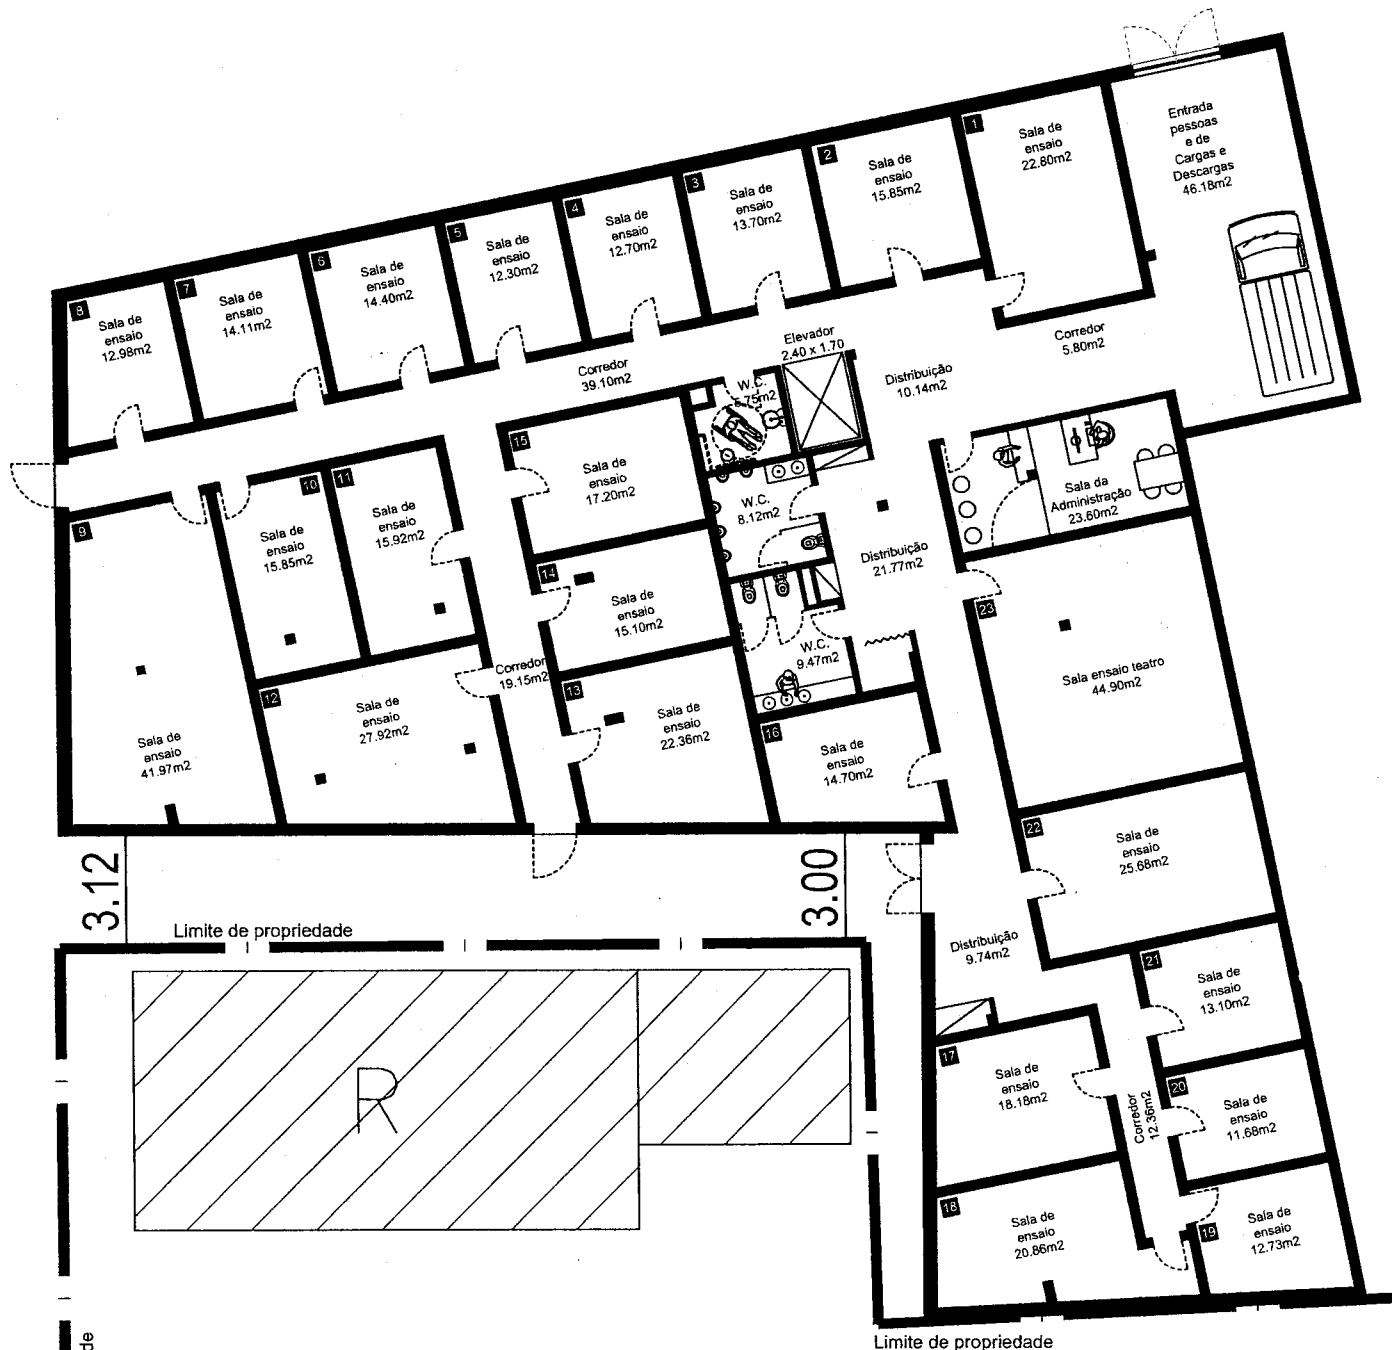 Entrada
pessoas
e de
Cargas e
Descargas
46.18m2
1
Sala de
ensaio
22.80m2
2
Sala de
ensaio
15.85m2
3
Sala de
ensaio
13.70m2
4
Sala de
ensaio
12.70m2
5
Sala de
ensaio
12.30m2
6
Sala de
ensaio
14.40m2
7
Sala de
ensaio
14.11m2
8
Sala de
ensaio
12.98m2
Corredor
39.10m2
Elevador
2.40 x 1.70
Distribuição
10.14m2
Corredor
5.80m2
W.C.
5.75m2
W.C.
8.12m2
W.C.
9.47m2
Distribuição
21.77m2
Sala da
Administração
23.60m2
9
Sala de
ensaio
41.97m2
10
Sala de
ensaio
15.85m2
11
Sala de
ensaio
15.92m2
12
Sala de
ensaio
27.92m2
Corredor
19.15m2
15
Sala de
ensaio
17.20m2
14
Sala de
ensaio
15.10m2
13
Sala de
ensaio
22.36m2
16
Sala de
ensaio
14.70m2
23
Sala ensaio teatro
44.90m2
22
Sala de
ensaio
25.68m2
Distribuição
9.74m2
21
Sala de
ensaio
13.10m2
20
Sala de
ensaio
11.68m2
19
Sala de
ensaio
12.73m2
17
Sala de
ensaio
18.18m2
18
Sala de
ensaio
20.86m2
Corredor
12.36m2
3.12
3.00
Limite de propriedade
R
Limite de propriedade
de